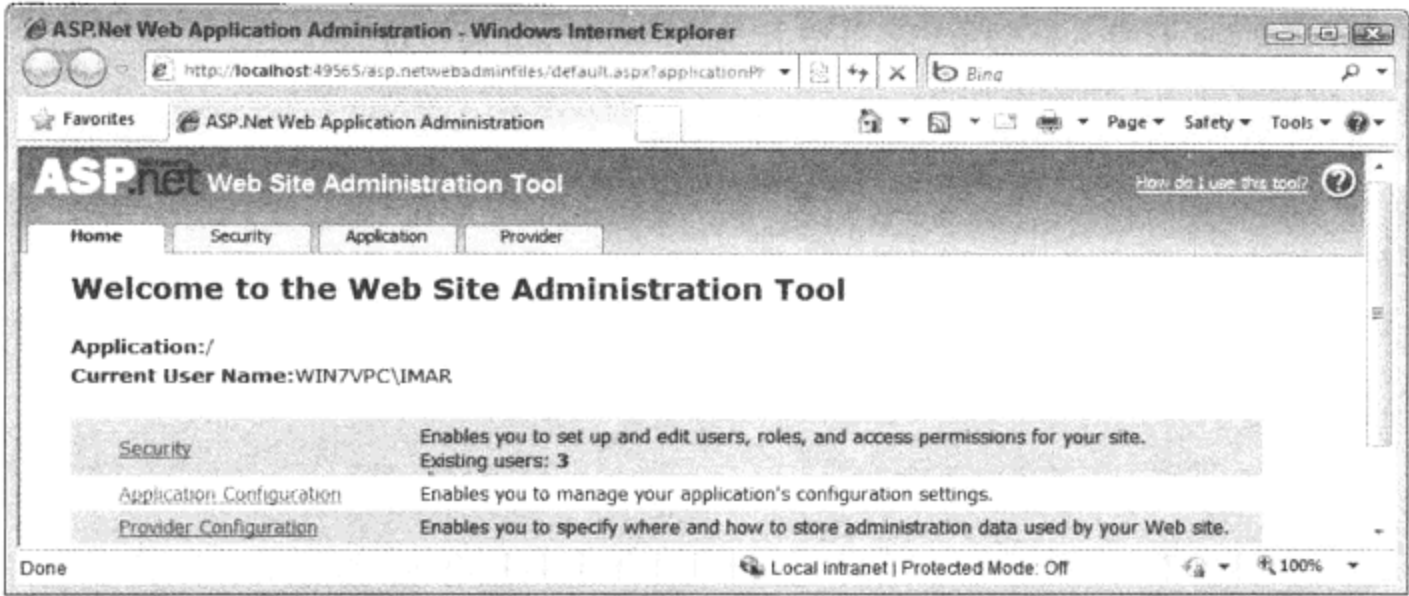 ASP.Net Web Application Administration - Windows Internet Explorer
http://localhost:49565/asp.netwebadminfiles/default.aspx?applicationPr
Bing
Favorites
ASP.Net Web Application Administration
Page Safety Tools
ASP.net Web Site Administration Tool
How do I use this tool?
Home Security Application Provider
Welcome to the Web Site Administration Tool
Application:/
Current User Name:WIN7VPC\IMAR
Security Enables you to set up and edit users, roles, and access permissions for your site.
Existing users: 3
Application Configuration Enables you to manage your application's configuration settings.
Provider Configuration Enables you to specify where and how to store administration data used by your Web site.
Done Local intranet | Protected Mode: Off 100%